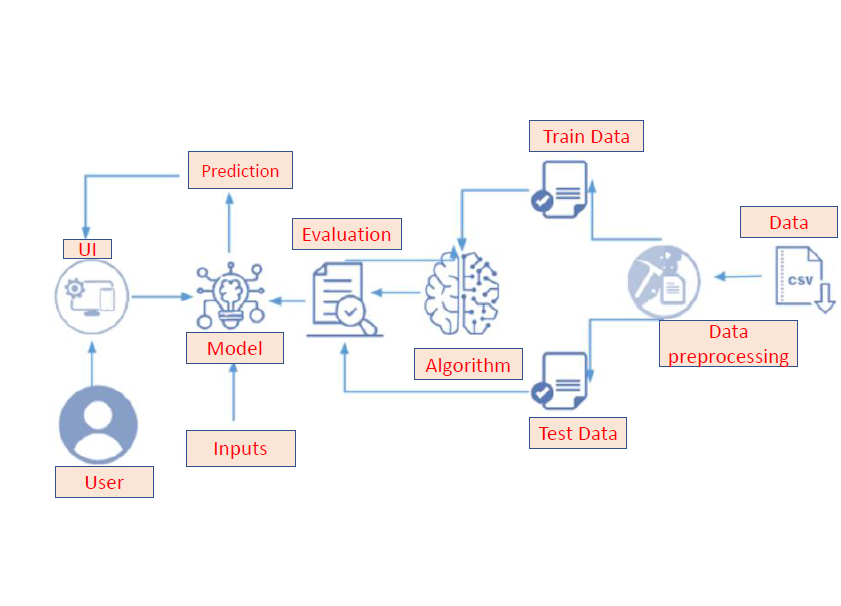 Train Data
Prediction
Data
Evaluation
UI
CSV
Data
preprocessing
Model
Algorithm
Test Data
Inputs
User